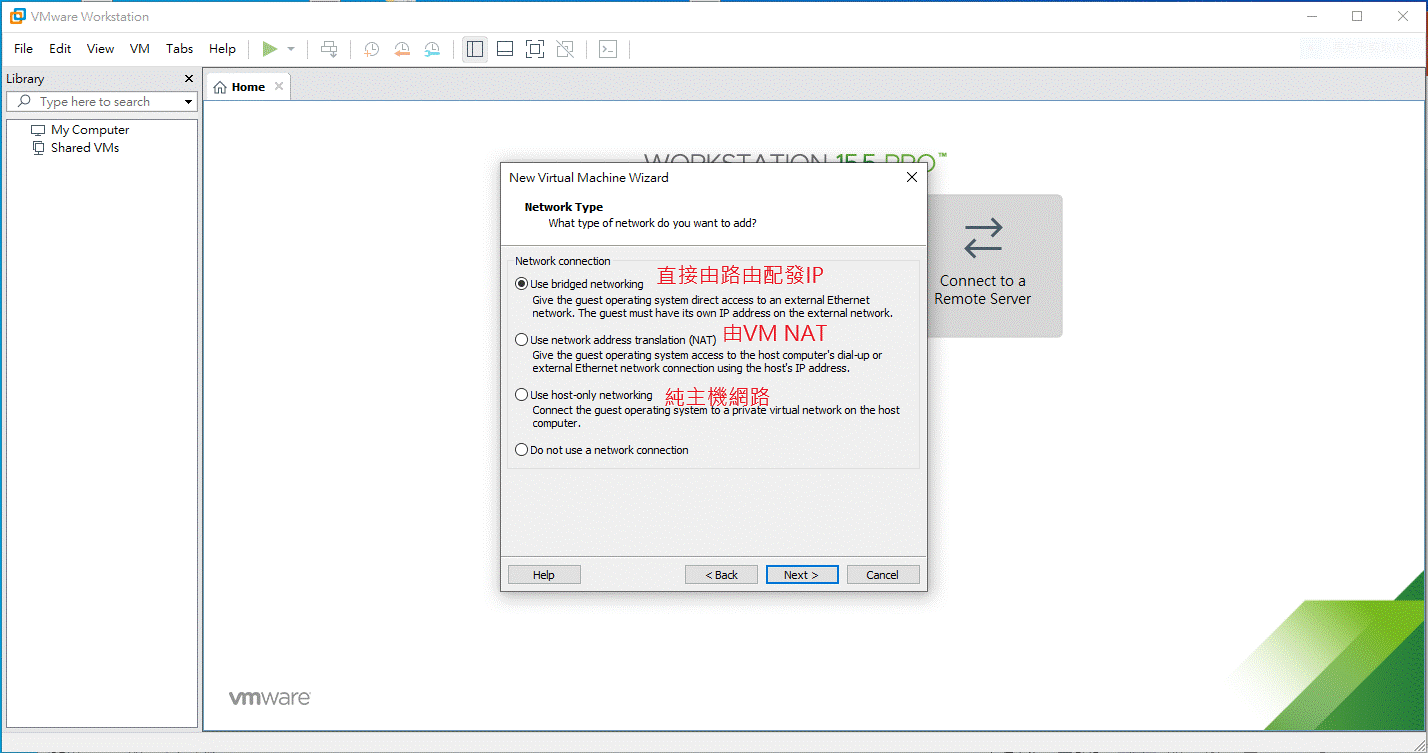 VMware Workstation
File Edit View VM Tabs Help
Library
Type here to search
My Computer
Shared VMs
Home
WORKSTATION 15.5 PRO™
New Virtual Machine Wizard
Network Type
What type of network do you want to add?
Network connection
Use bridged networking 直接由路由配發IP
Give the guest operating system direct access to an external Ethernet
network. The guest must have its own IP address on the external network.
Use network address translation (NAT) 由VM NAT
Give the guest operating system access to the host computer's dial-up or
external Ethernet network connection using the host's IP address.
Use host-only networking 純主機網路
Connect the guest operating system to a private virtual network on the host
computer.
Do not use a network connection
Help < Back Next > Cancel
Connect to a
Remote Server
vmware